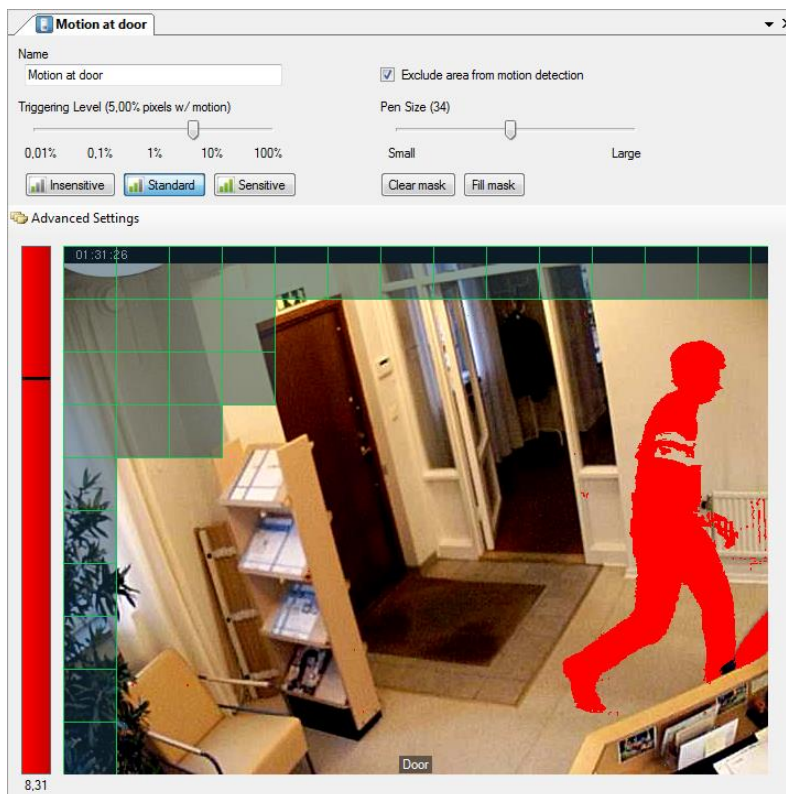 Motion at door
Name
Motion at door
Exclude area from motion detection
Triggering Level (5,00% pixels w/ motion)
Pen Size (34)
0,01% 0,1% 1% 10% 100%
Small Large
Insensitive Standard Sensitive
Clear mask Fill mask
Advanced Settings
01:31:26
Door
8,31